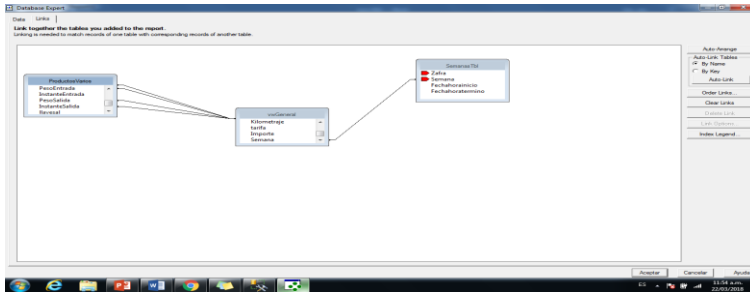 Database Expert
Data
Links
Link together the tables you added to the report.
Linking is needed to match records of one table with corresponding records of another table.
ProductosVarios
PesoEntrada
InstanteEntrada
PesoSalida
InstanteSalida
llavesal
Kilometraje
tarifa
Importe
Semana
SemanasTbl
Zafra
Semana
Fechahorainicio
Fechahoratermino
Auto-Arrange
Auto-Link Tables
By Name
By Key
Auto-Link
Order Links...
Clear Links
Delete Link
Link Options...
Index Legend...
Aceptar
Cancelar
Ayuda
ES
11:04 a.m.
22/03/2018